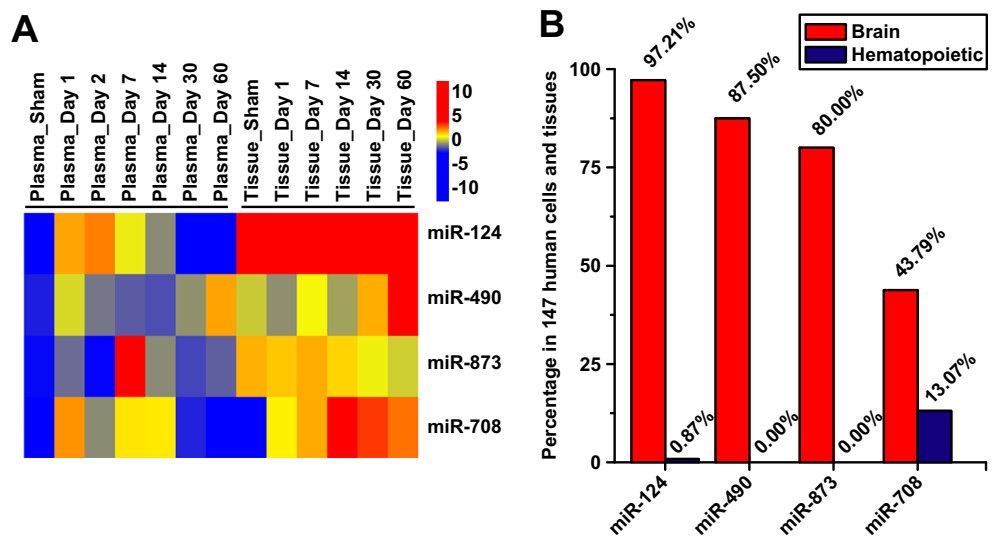 A
Plasma_Sham
Plasma_Day 1
Plasma_Day 2
Plasma_Day 7
Plasma_Day 14
Plasma_Day 30
Plasma_Day 60
Tissue_Sham
Tissue_Day 1
Tissue_Day 7
Tissue_Day 14
Tissue_Day 30
Tissue_Day 60
10
5
0
-5
-10
miR-124
miR-490
miR-873
miR-708
B
Brain
Hematopoietic
Percentage in 147 human cells and tissues
100
75
50
25
0
97.21%
0.87%
87.50%
0.00%
80.00%
0.00%
43.79%
13.07%
miR-124
miR-490
miR-873
miR-708